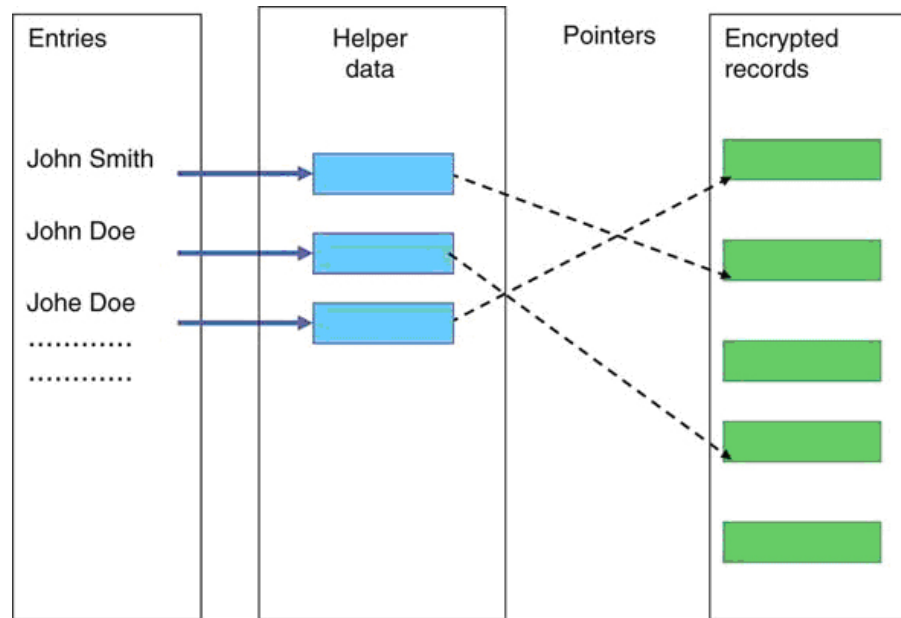 Entries
Helper
data
Pointers
Encrypted
records
John Smith
John Doe
Johe Doe
............
............